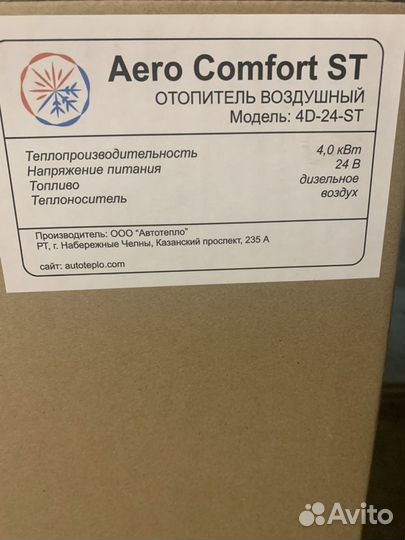 Aero Comfort ST
ОТОПИТЕЛЬ ВОЗДУШНЫЙ
Модель: 4D-24-ST
Теплопроизводительность 4,0 кВт
Напряжение питания 24 В
Топливо дизельное
Теплоноситель воздух
Производитель: ООО "Автотепло"
РТ, г. Набережные Челны, Казанский проспект, 235 А
сайт: autoteplo.com
Avito